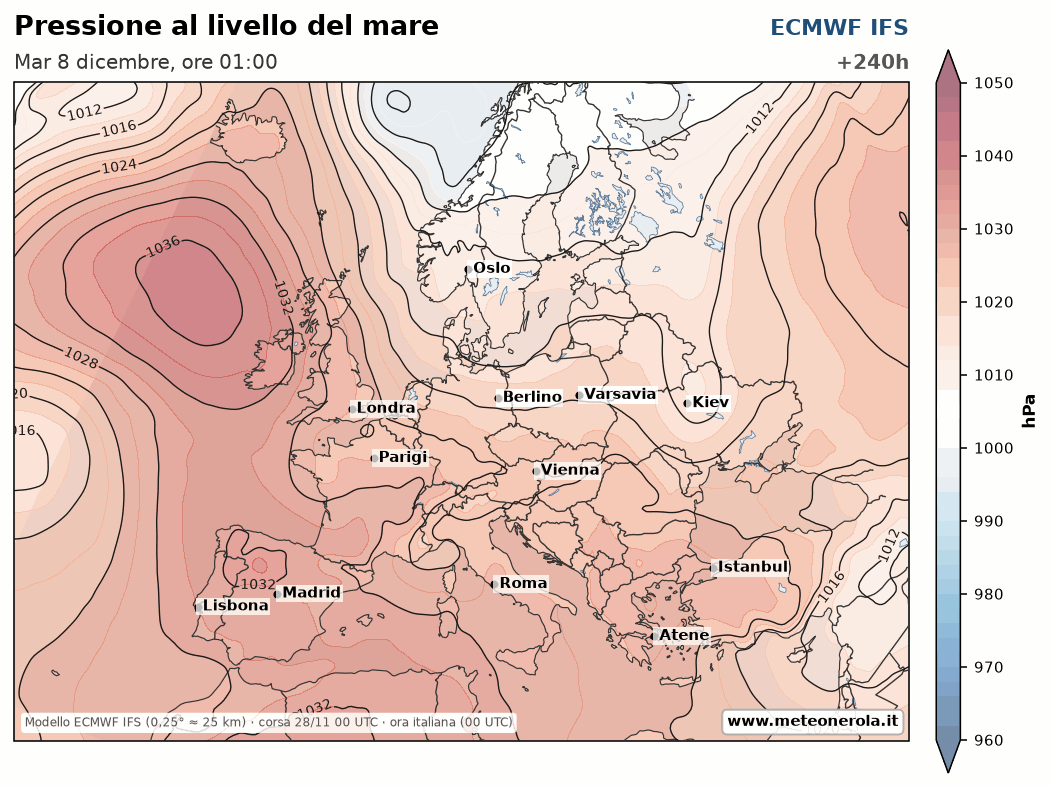 Pressione al livello del mare
ECMWF IFS
Mar 8 dicembre, ore 01:00
+240h
1012
1016
1024
1012
1036
1032
1028
20
016
Oslo
Londra
Berlino
Varsavia
Kiev
Parigi
Vienna
1032
Madrid
Lisbona
Roma
Istanbul
Atene
1012
1016
1032
Modello ECMWF IFS (0,25° ≈ 25 km) · corsa 28/11 00 UTC · ora italiana (00 UTC)
www.meteonerola.it
1020
1050
1040
1030
1020
1010
1000
990
980
970
960
hPa